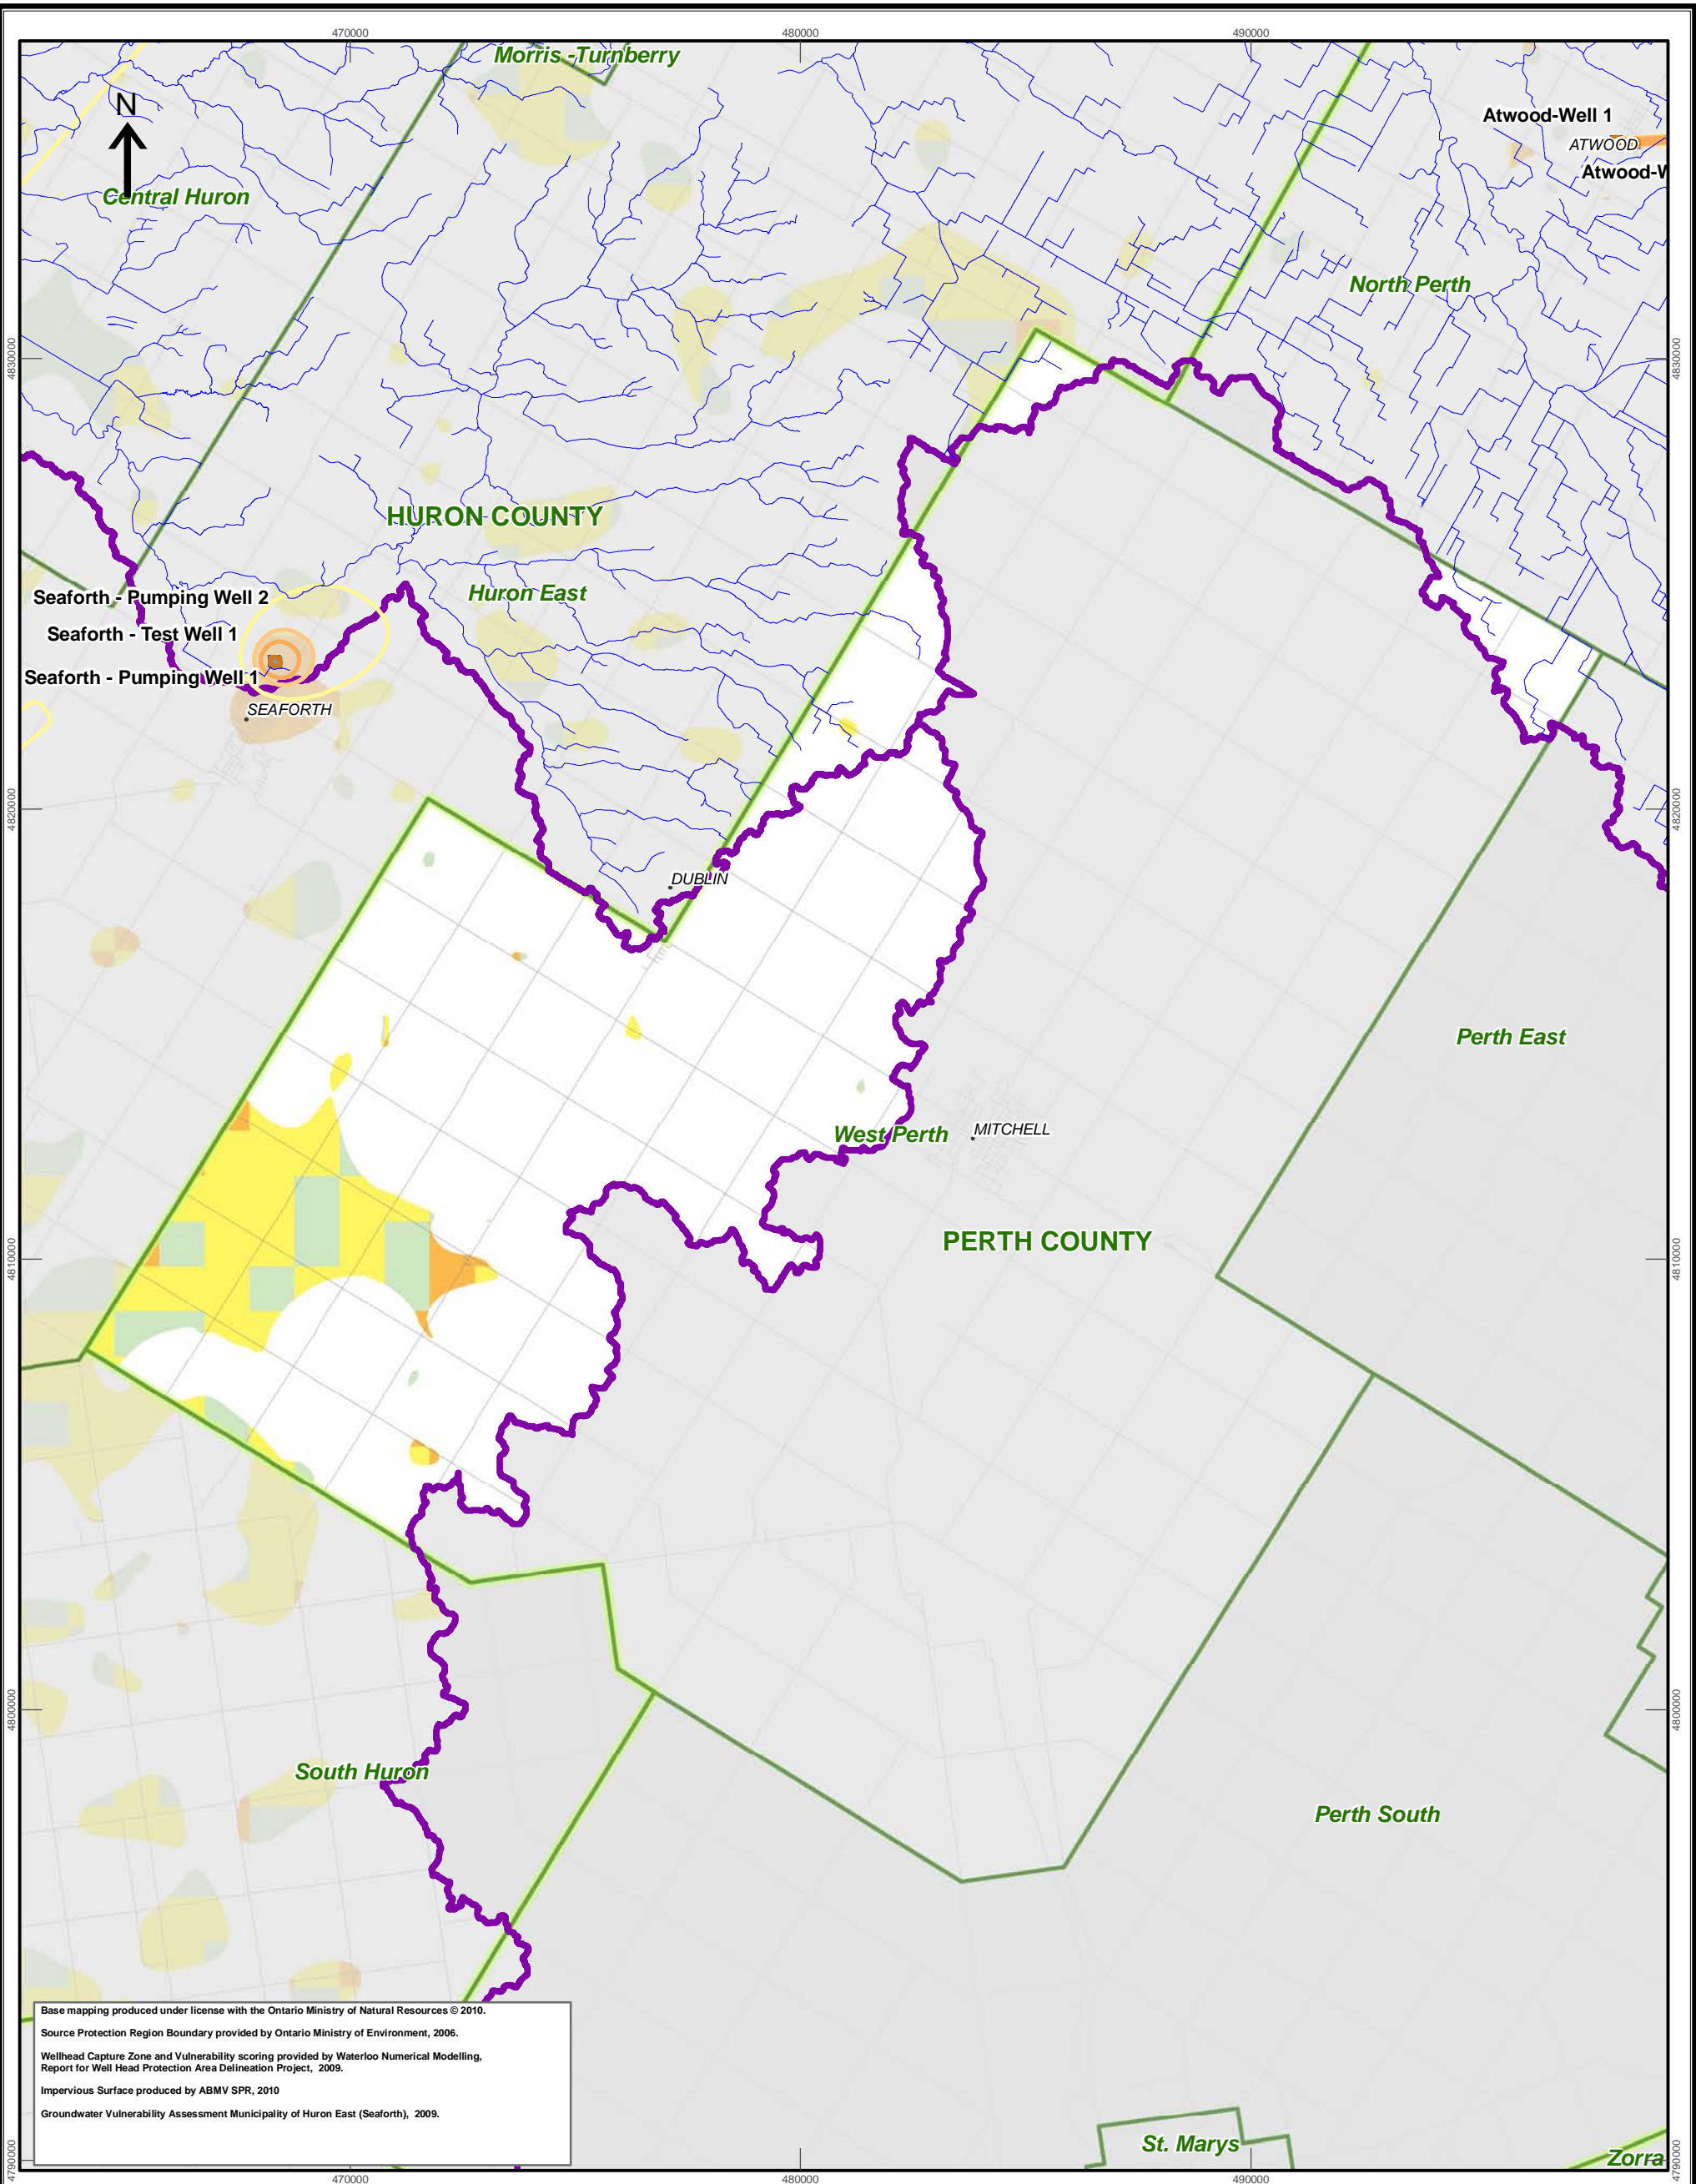 470000
480000
490000
Morris -Turnberry
N
Atwood-Well 1
ATWOOD
Atwood-W
Central Huron
North Perth
4830000
4830000
HURON COUNTY
Huron East
Seaforth - Pumping Well 2
Seaforth - Test Well 1
Seaforth - Pumping Well 1
SEAFORTH
4820000
4820000
DUBLIN
Perth East
West Perth
MITCHELL
PERTH COUNTY
4810000
4810000
4800000
4800000
South Huron
Perth South
Base mapping produced under license with the Ontario Ministry of Natural Resources © 2010.
Source Protection Region Boundary provided by Ontario Ministry of Environment, 2006.
Wellhead Capture Zone and Vulnerability scoring provided by Waterloo Numerical Modelling,
Report for Well Head Protection Area Delineation Project, 2009.
Impervious Surface produced by ABMV SPR, 2010
Groundwater Vulnerability Assessment Municipality of Huron East (Seaforth), 2009.
St. Marys
Zorra
4790000
4790000
470000
480000
490000